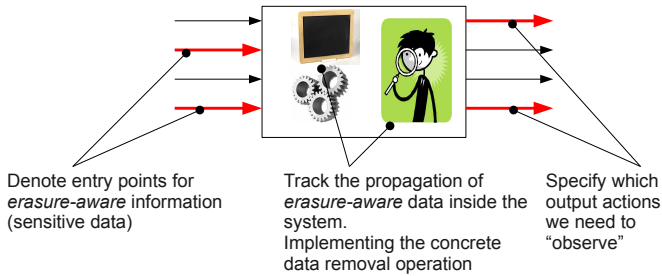 Denote entry points for
erasure-aware information
(sensitive data)
Track the propagation of
erasure-aware data inside the
system.
Implementing the concrete
data removal operation
Specify which
output actions
we need to
“observe”